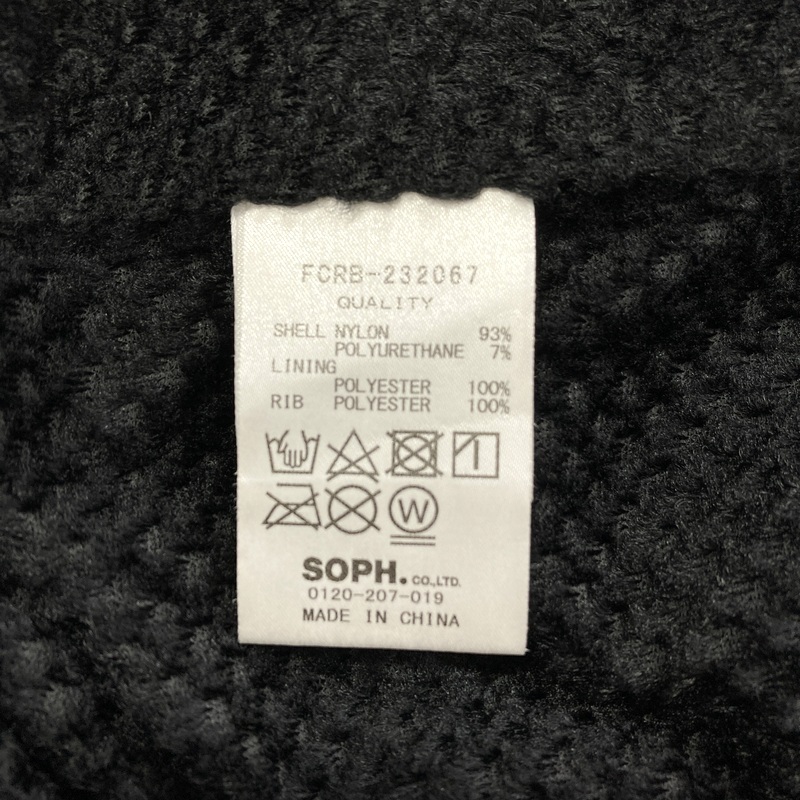 FCRB-232067
QUALITY
SHELL NYLON 93%
POLYURETHANE 7%
LINING
POLYESTER 100%
RIB POLYESTER 100%
W
SOPH. CO.,LTD.
0120-207-019
MADE IN CHINA